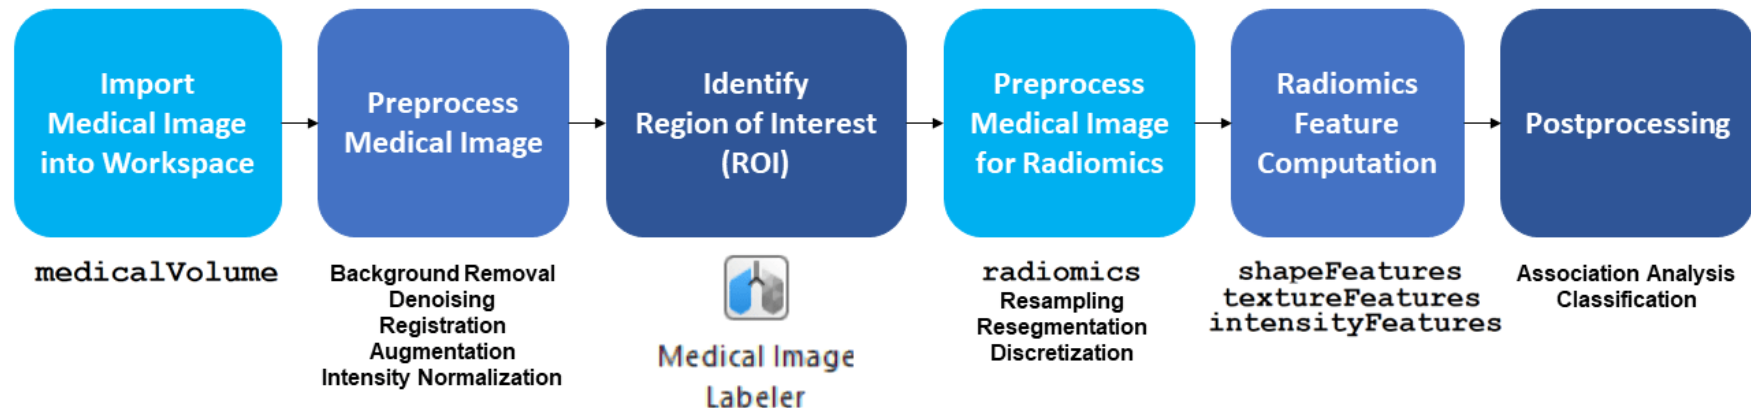 Import
Medical Image
into Workspace
Preprocess
Medical Image
Identify
Region of Interest
(ROI)
Preprocess
Medical Image
for Radiomics
Radiomics
Feature
Computation
Postprocessing
medicalVolume
Background Removal
Denoising
Registration
Augmentation
Intensity Normalization
Medical Image
Labeler
radiomics
Resampling
Resegmentation
Discretization
shapeFeatures
textureFeatures
intensityFeatures
Association Analysis
Classification